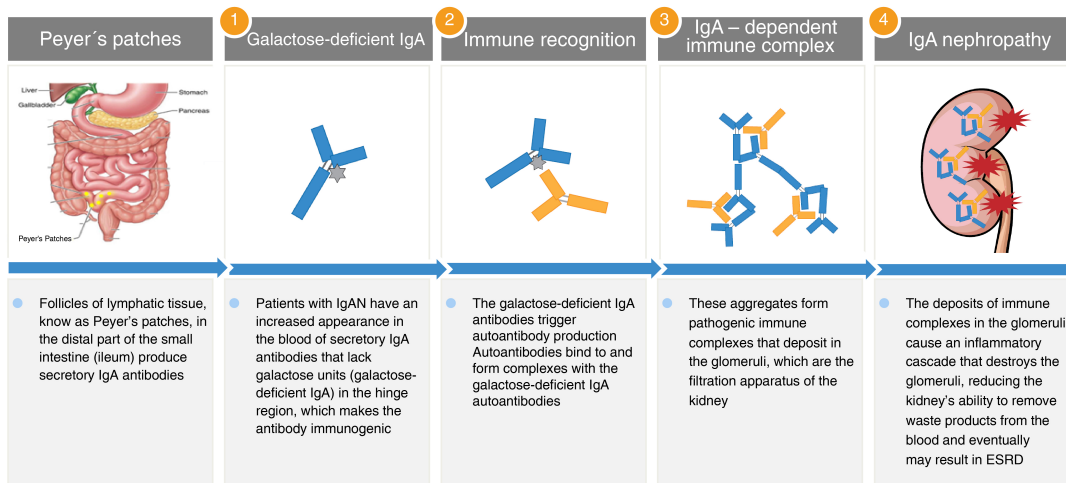 Peyer´s patches
Liver
Gallbladder
Stomach
Pancreas
Peyer's Patches
Follicles of lymphatic tissue,
know as Peyer's patches, in
the distal part of the small
intestine (ileum) produce
secretory IgA antibodies
1
Galactose-deficient IgA
Patients with IgAN have an
increased appearance in
the blood of secretory IgA
antibodies that lack
galactose units (galactose-
deficient IgA) in the hinge
region, which makes the
antibody immunogenic
2
Immune recognition
The galactose-deficient IgA
antibodies trigger
autoantibody production
Autoantibodies bind to and
form complexes with the
galactose-deficient IgA
autoantibodies
3
IgA – dependent
immune complex
These aggregates form
pathogenic immune
complexes that deposit in
the glomeruli, which are the
filtration apparatus of the
kidney
4
IgA nephropathy
The deposits of immune
complexes in the glomeruli
cause an inflammatory
cascade that destroys the
glomeruli, reducing the
kidney's ability to remove
waste products from the
blood and eventually
may result in ESRD